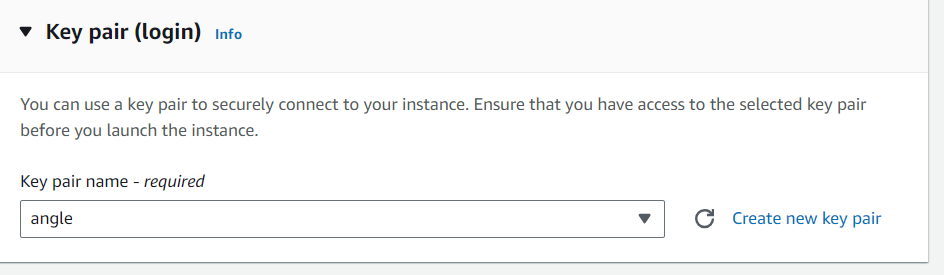 Key pair (login) Info
You can use a key pair to securely connect to your instance. Ensure that you have access to the selected key pair
before you launch the instance.
Key pair name - required
angle
Create new key pair